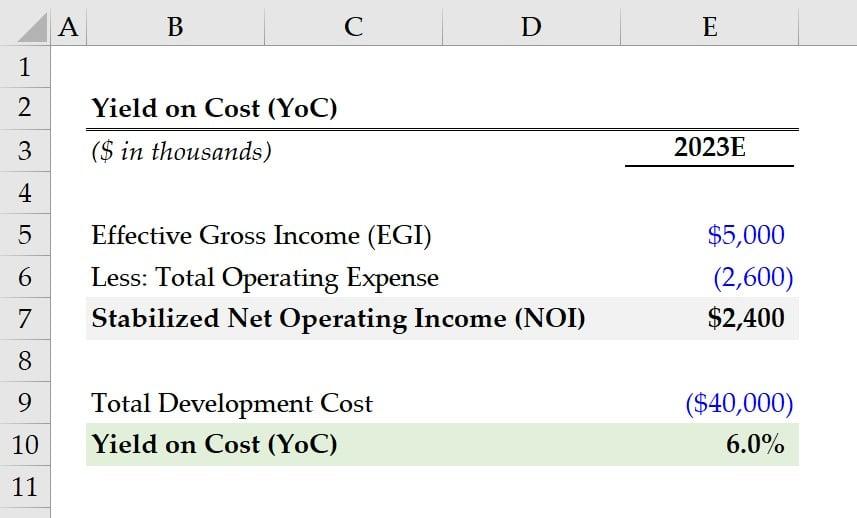 A B C D E
1
2 Yield on Cost (YoC)
3 ($ in thousands) 2023E
4
5 Effective Gross Income (EGI) $5,000
6 Less: Total Operating Expense (2,600)
7 Stabilized Net Operating Income (NOI) $2,400
8
9 Total Development Cost ($40,000)
10 Yield on Cost (YoC) 6.0%
11